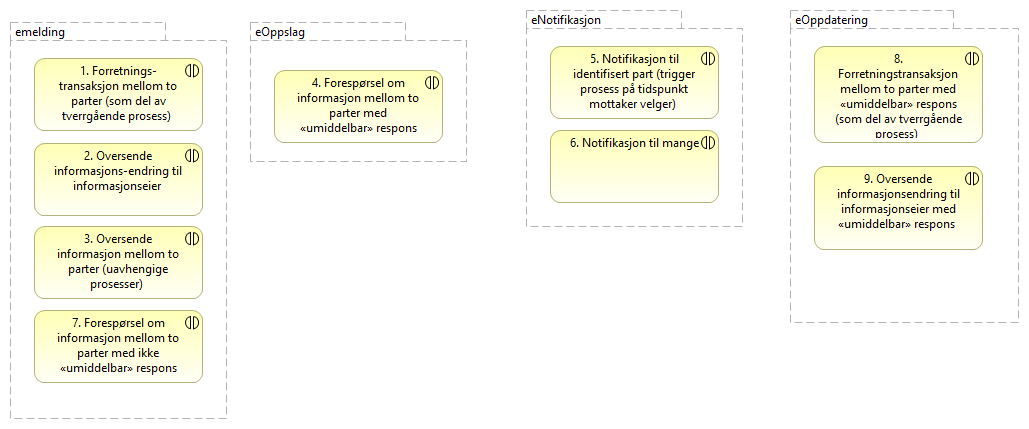 emelding
1. Forretnings-
transaksjon mellom to
parter (som del av
tverrgående prosess)
2. Oversende
informasjons-endring til
informasjonseier
3. Oversende
informasjon mellom to
parter (uavhengige
prosesser)
7. Forespørsel om
informasjon mellom to
parter med ikke
«umiddelbar» respons
eOppslag
4. Forespørsel om
informasjon mellom to
parter med
«umiddelbar» respons
eNotifikasjon
5. Notifikasjon til
identifisert part (trigger
prosess på tidspunkt
mottaker velger)
6. Notifikasjon til mange
eOppdatering
8.
Forretningstransaksjon
mellom to parter med
«umiddelbar» respons
(som del av tverrgående
prosess)
9. Oversende
informasjonsendring til
informasjonseier med
«umiddelbar» respons